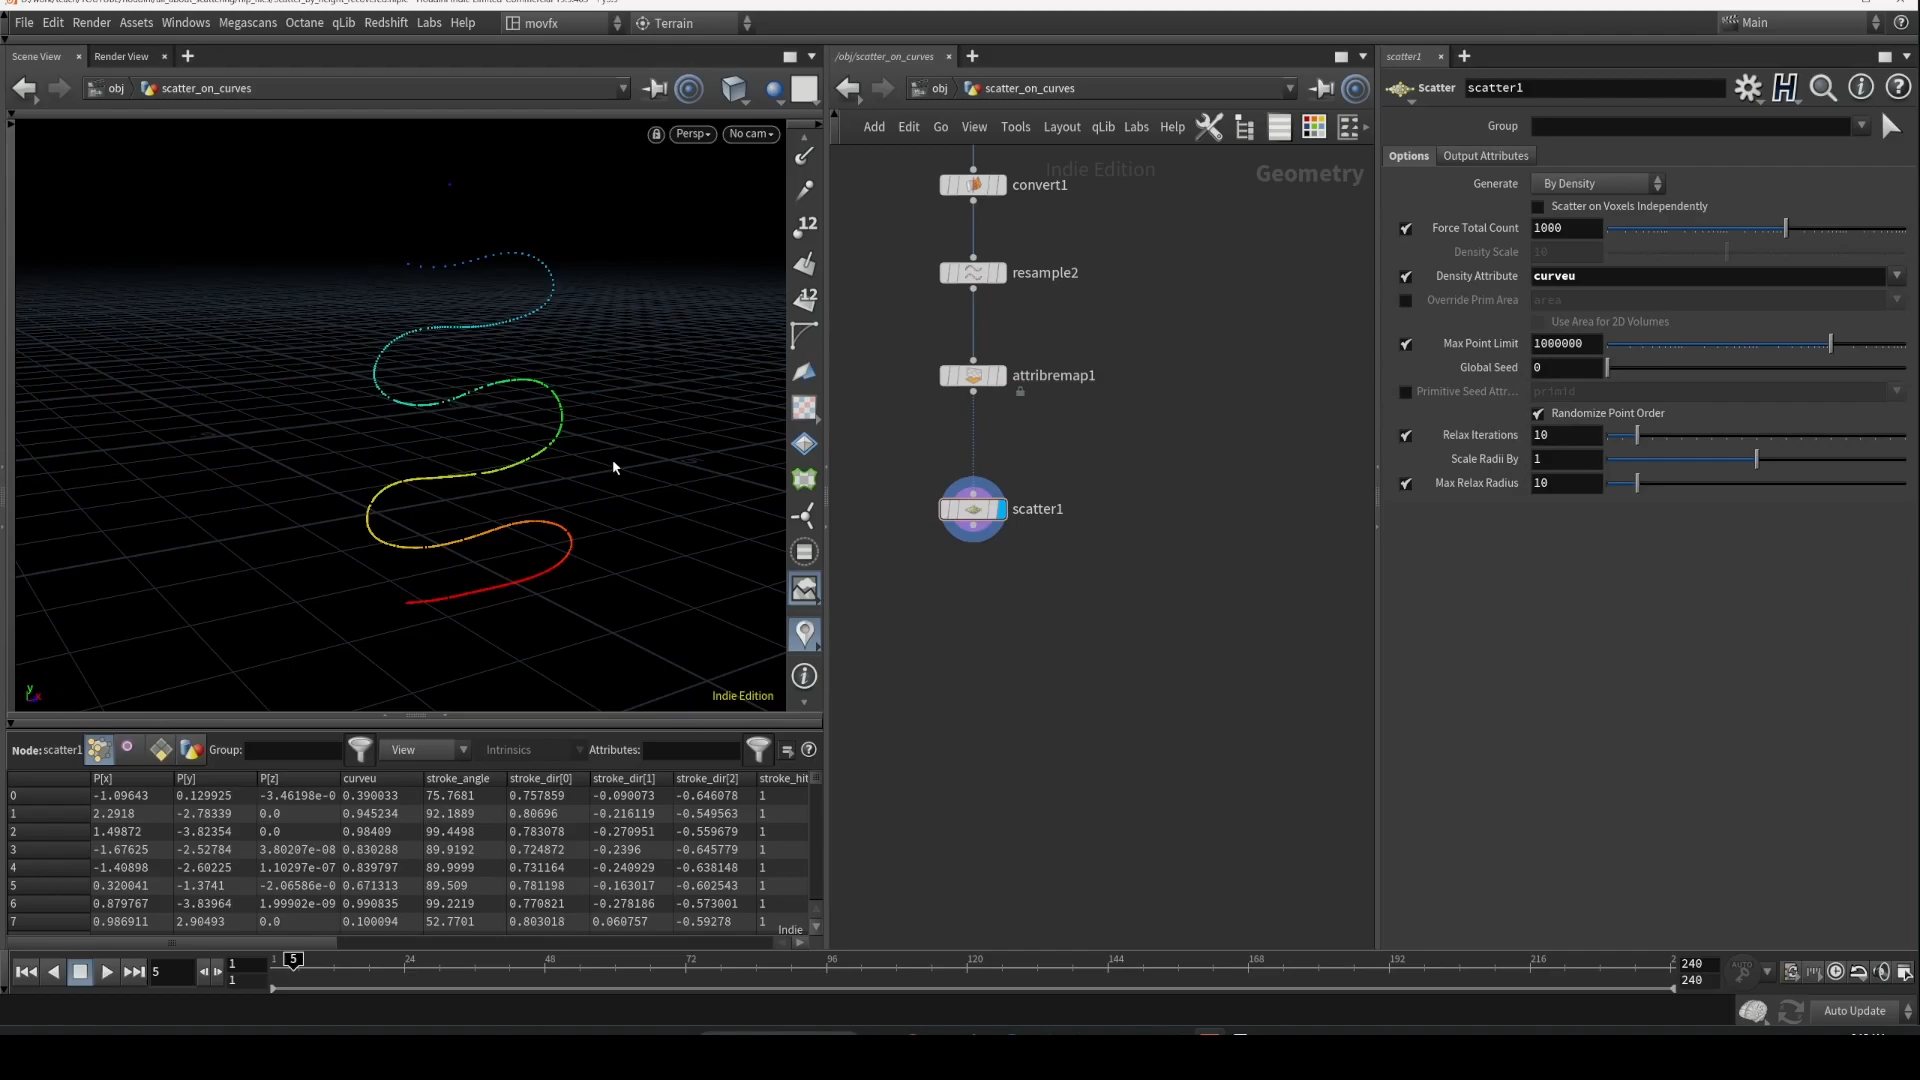 File Edit Render Assets Windows Megascans Octane qLib Redshift Labs Help movfx Terrain Main
Scene View Render View
obj scatter_on_curves
Persp No cam
12
12
Indie Edition
/obj/scatter_on_curves
obj scatter_on_curves
Add Edit Go View Tools Layout qLib Labs Help
Indie Edition Geometry
convert1
resample2
attribremap1
scatter1
scatter1
Scatter scatter1
Group
Options Output Attributes
Generate By Density
Scatter on Voxels Independently
Force Total Count 1000
Density Scale 10
Density Attribute curveu
Override Prim Area area
Use Area for 2D Volumes
Max Point Limit 1000000
Global Seed 0
Primitive Seed Attr... primid
Randomize Point Order
Relax Iterations 10
Scale Radii By 1
Max Relax Radius 10
Node: scatter1 Group: View Intrinsics Attributes:
P[x] P[y] P[z] curveu stroke_angle stroke_dir[0] stroke_dir[1] stroke_dir[2] stroke_hit
0 -1.09643 0.129925 -3.46198e-0 0.390033 75.7681 0.757859 -0.090073 -0.646078 1
1 2.2918 -2.78339 0.0 0.945234 92.1889 0.80696 -0.216119 -0.549563 1
2 1.49872 -3.82354 0.0 0.98409 99.4498 0.783078 -0.270951 -0.559679 1
3 -1.67625 -2.52784 3.80207e-08 0.830288 89.9192 0.724872 -0.2396 -0.645779 1
4 -1.40898 -2.60225 1.10297e-07 0.839797 89.9999 0.731164 -0.240929 -0.638148 1
5 0.320041 -1.3741 -2.06586e-0 0.671313 89.509 0.781198 -0.163017 -0.602543 1
6 0.879767 -3.83964 1.99902e-09 0.990835 99.2219 0.770821 -0.278186 -0.573001 1
7 0.986911 2.90493 0.0 0.100094 52.7701 0.803018 0.060757 -0.59278 1
Indie
5 1 1 5 24 48 72 96 120 144 168 192 216 2 240
1 240
AUTO
Auto Update